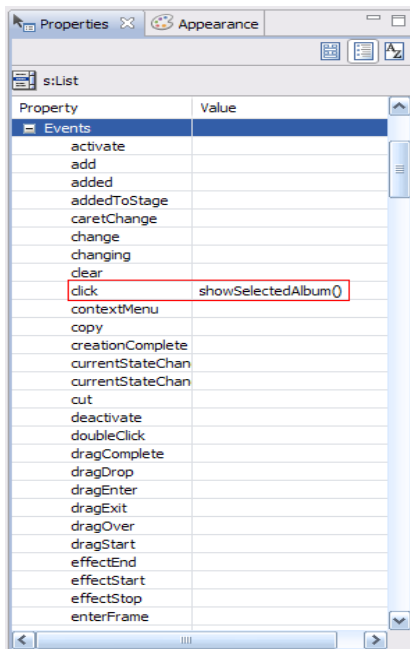 Properties Appearance
A Z
s:List
Property Value
Events
activate
add
added
addedToStage
caretChange
change
changing
clear
click showSelectedAlbum()
contextMenu
copy
creationComplete
currentStateChan
currentStateChan
cut
deactivate
doubleClick
dragComplete
dragDrop
dragEnter
dragExit
dragOver
dragStart
effectEnd
effectStart
effectStop
enterFrame